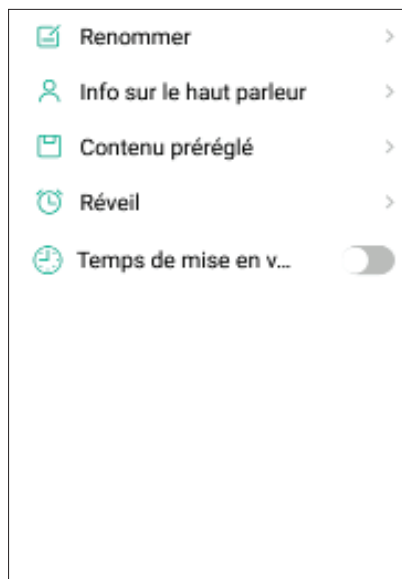 Renommer
Info sur le haut parleur
Contenu préréglé
Réveil
Temps de mise en v...